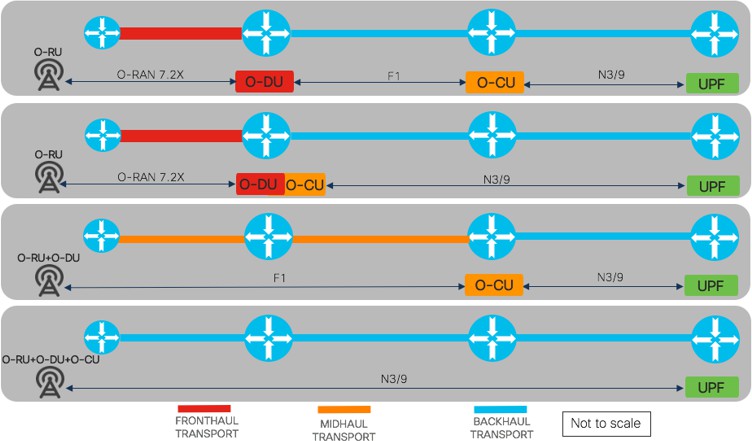 O-RU
O-RAN 7.2X
O-DU
F1
O-CU
N3/9
UPF
O-RU
O-RAN 7.2X
O-DU
O-CU
N3/9
UPF
O-RU+O-DU
F1
O-CU
N3/9
UPF
O-RU+O-DU+O-CU
N3/9
UPF
FRONTHAUL
TRANSPORT
MIDHAUL
TRANSPORT
BACKHAUL
TRANSPORT
Not to scale